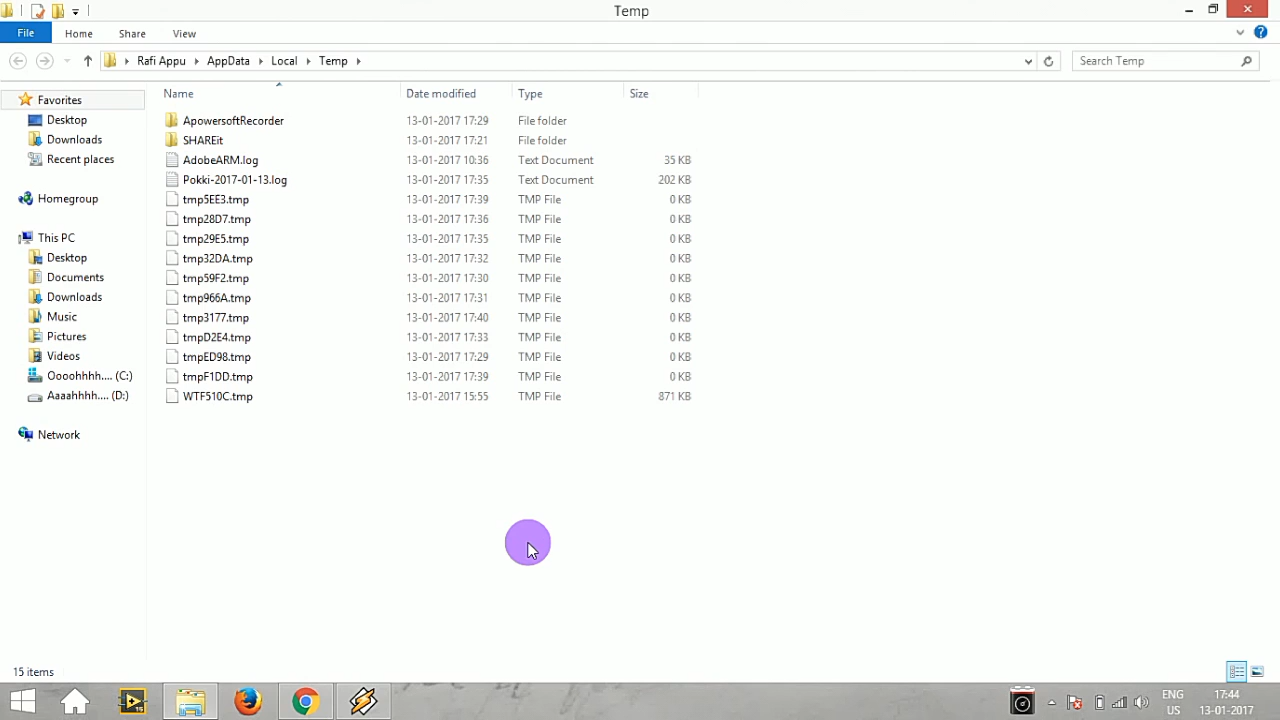 Temp
File Home Share View
Rafi Appu AppData Local Temp Search Temp
Name Date modified Type Size
Favorites
Desktop
Downloads
Recent places
Homegroup
This PC
Desktop
Documents
Downloads
Music
Pictures
Videos
Ooohhhh.... (C:)
Aaaahhhh.... (D:)
Network
ApowersoftRecorder 13-01-2017 17:29 File folder
SHAREit 13-01-2017 17:21 File folder
AdobeARM.log 13-01-2017 10:36 Text Document 35 KB
Pokki-2017-01-13.log 13-01-2017 17:35 Text Document 202 KB
tmp5EE3.tmp 13-01-2017 17:39 TMP File 0 KB
tmp28D7.tmp 13-01-2017 17:36 TMP File 0 KB
tmp29E5.tmp 13-01-2017 17:35 TMP File 0 KB
tmp32DA.tmp 13-01-2017 17:32 TMP File 0 KB
tmp59F2.tmp 13-01-2017 17:30 TMP File 0 KB
tmp966A.tmp 13-01-2017 17:31 TMP File 0 KB
tmp3177.tmp 13-01-2017 17:40 TMP File 0 KB
tmpD2E4.tmp 13-01-2017 17:33 TMP File 0 KB
tmpED98.tmp 13-01-2017 17:29 TMP File 0 KB
tmpF1DD.tmp 13-01-2017 17:39 TMP File 0 KB
WTF510C.tmp 13-01-2017 15:55 TMP File 871 KB
15 items
ENG 17:44
US 13-01-2017